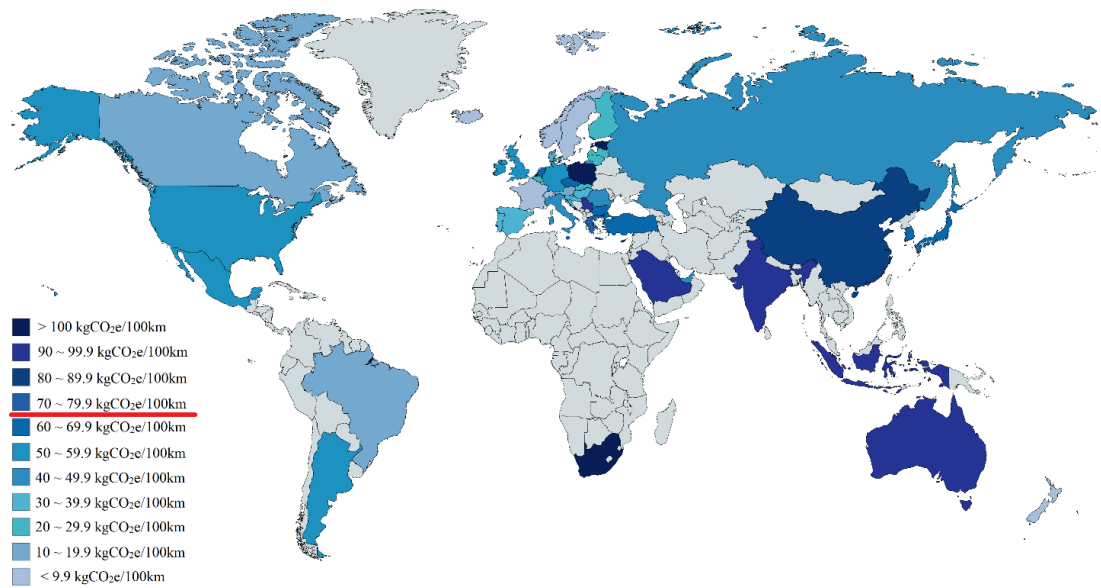 > 100 kgCO₂e/100km
90 ~ 99.9 kgCO₂e/100km
80 ~ 89.9 kgCO₂e/100km
70 ~ 79.9 kgCO₂e/100km
60 ~ 69.9 kgCO₂e/100km
50 ~ 59.9 kgCO₂e/100km
40 ~ 49.9 kgCO₂e/100km
30 ~ 39.9 kgCO₂e/100km
20 ~ 29.9 kgCO₂e/100km
10 ~ 19.9 kgCO₂e/100km
< 9.9 kgCO₂e/100km